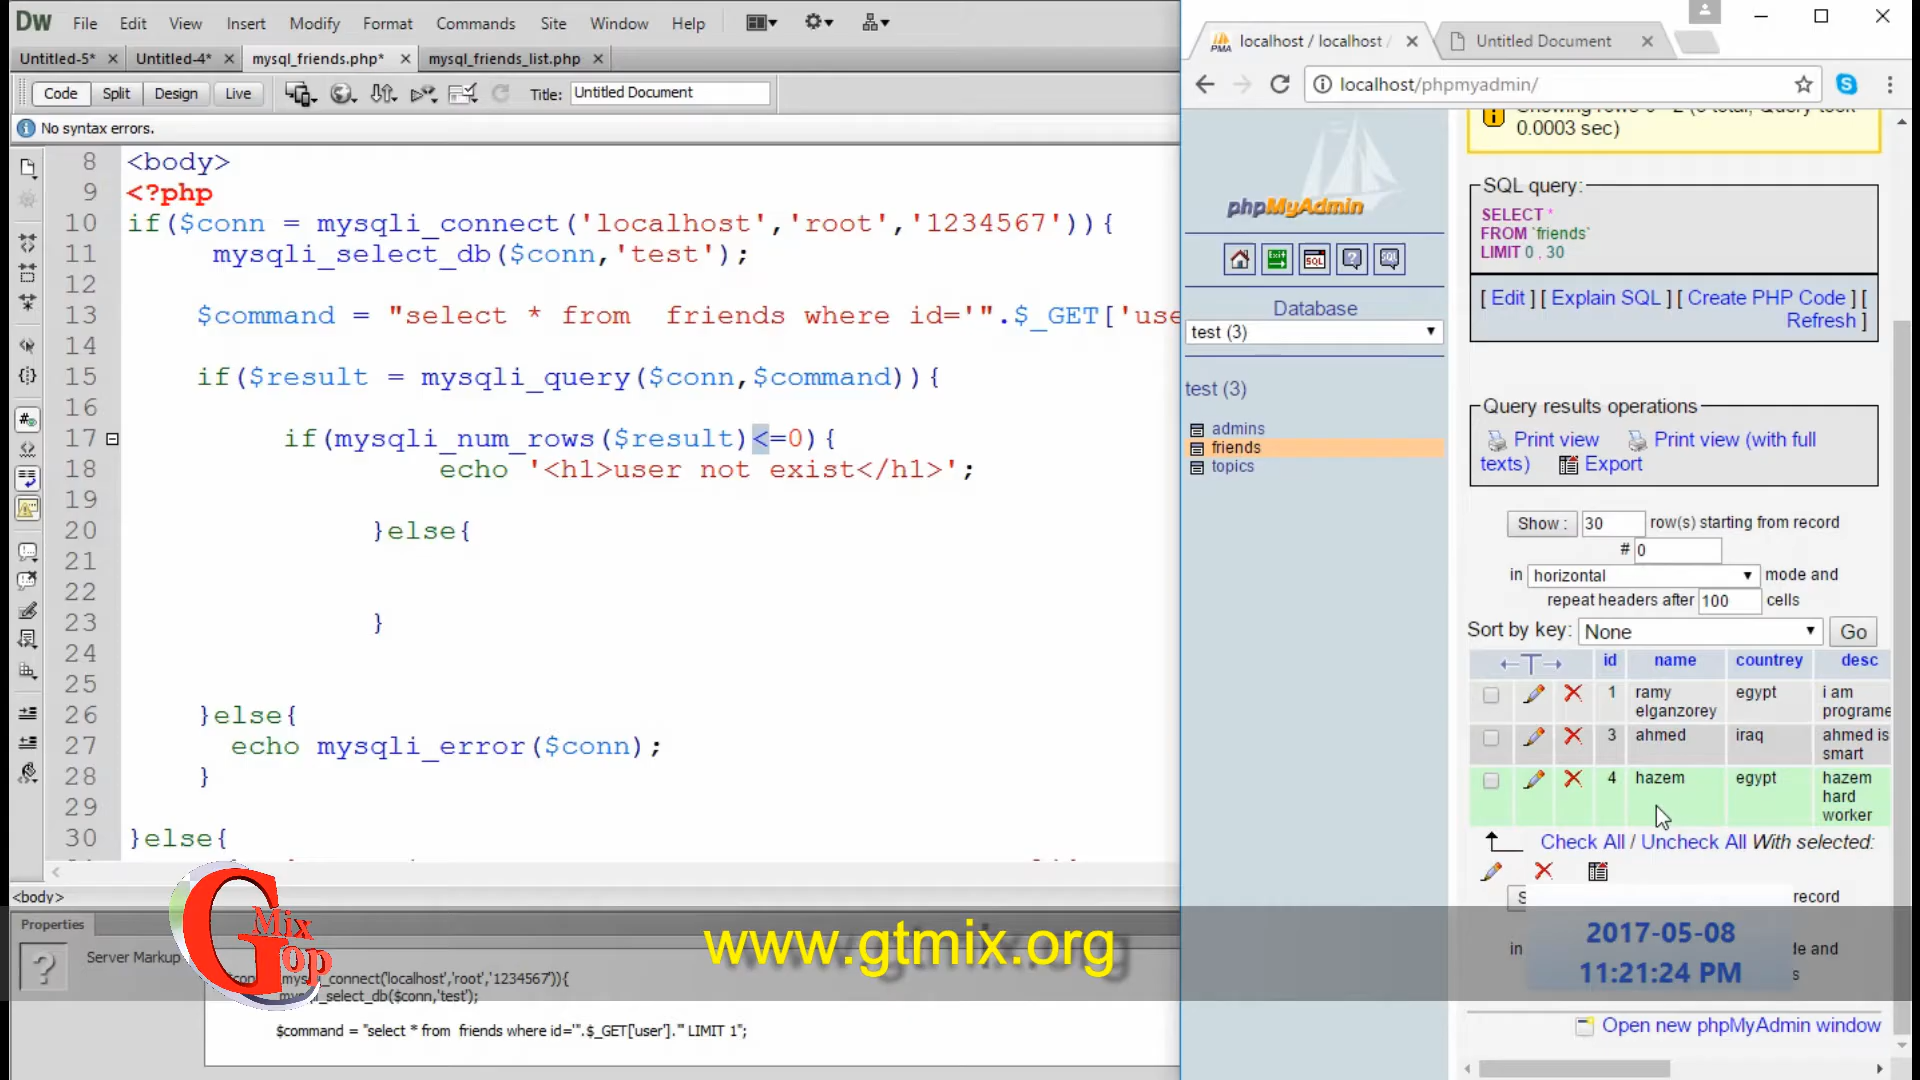 Dw File Edit View Insert Modify Format Commands Site Window Help
Untitled-5* Untitled-4* mysql_friends.php* mysql_friends_list.php
Code Split Design Live Title: Untitled Document
No syntax errors.
8 <body>
9 <?php
10 if($conn = mysqli_connect('localhost','root','1234567')){
11 mysqli_select_db($conn,'test');
12
13 $command = "select * from  friends where id='".$_GET['use
14
15 if($result = mysqli_query($conn,$command)){
16
17 if(mysqli_num_rows($result)<=0){
18 echo '<h1>user not exist</h1>';
19
20 }else{
21
22
23 }
24
25
26 }else{
27 echo mysqli_error($conn);
28 }
29
30 }else{
<body>
Properties
Server Markup
mysqli_connect('localhost','root','1234567')){
mysqli_select_db($conn,'test');
$command = "select * from  friends where id='".$_GET['user']."' LIMIT 1";
G Mix Top
www.gtmix.org
PMA localhost / localhost / Untitled Document
localhost/phpmyadmin/
phpMyAdmin
Database
test (3)
test (3)
admins
friends
topics
0.0003 sec)
SQL query:
SELECT *
FROM `friends`
LIMIT 0 , 30
[ Edit ] [ Explain SQL ] [ Create PHP Code ] [
Refresh ]
Query results operations
Print view Print view (with full
texts) Export
Show : 30 row(s) starting from record
# 0
in horizontal mode and
repeat headers after 100 cells
Sort by key: None Go
←T→ id name countrey desc
1 ramy elganzorey egypt i am programe
3 ahmed iraq ahmed is smart
4 hazem egypt hazem hard worker
Check All / Uncheck All With selected:
record
2017-05-08
in
11:21:24 PM
Open new phpMyAdmin window